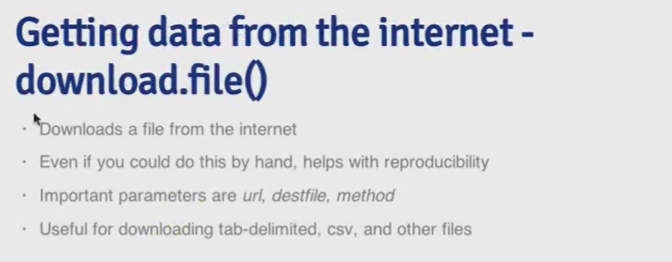 Getting data from the internet -
download.file()
· Downloads a file from the internet
· Even if you could do this by hand, helps with reproducibility
· Important parameters are url, destfile, method
· Useful for downloading tab-delimited, csv, and other files